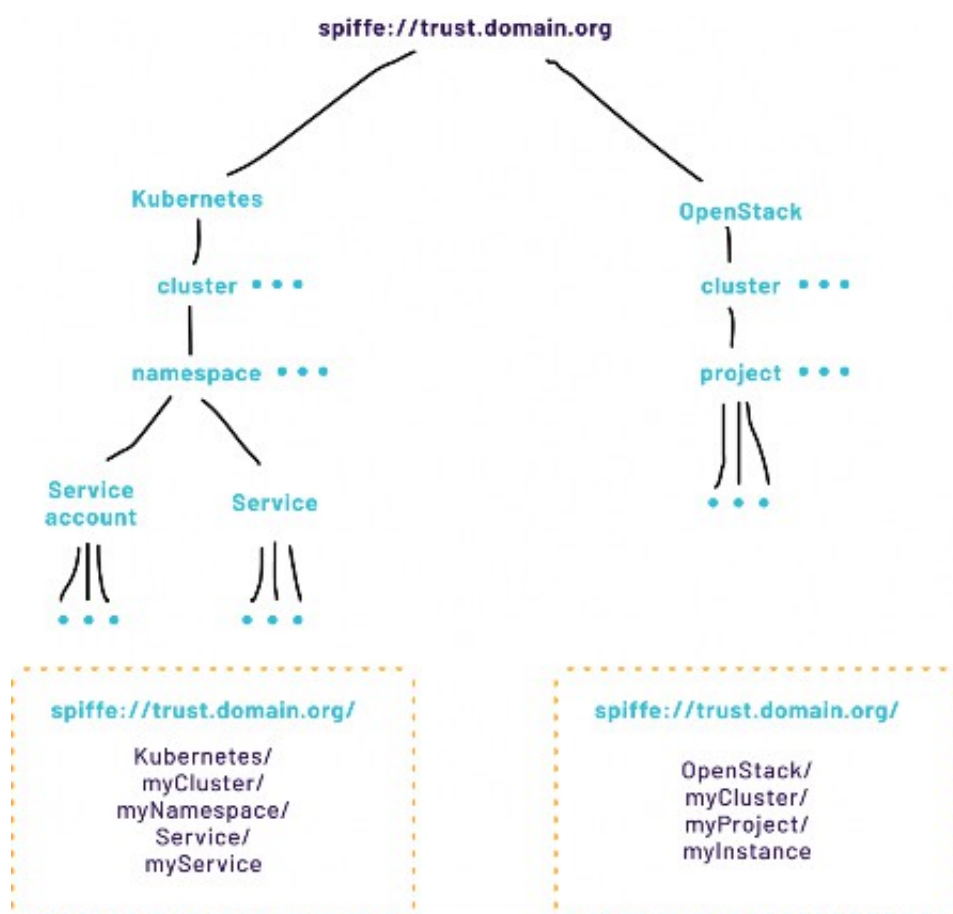 spiffe://trust.domain.org
Kubernetes
OpenStack
cluster •••
cluster •••
namespace •••
project •••
Service
account
Service
•••
•••
•••
spiffe://trust.domain.org/
Kubernetes/
myCluster/
myNamespace/
Service/
myService
spiffe://trust.domain.org/
OpenStack/
myCluster/
myProject/
myInstance